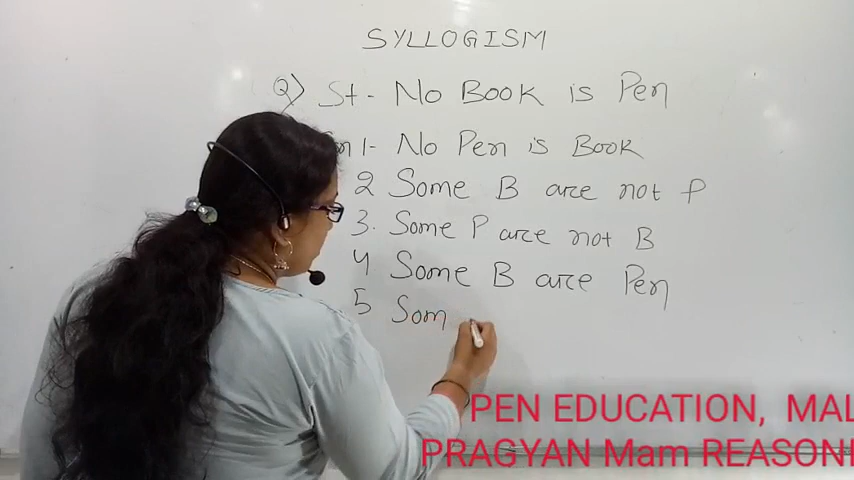 SYLLOGISM
Q> St- No Book is Pen
1- No Pen is Book
2 Some B are not P
3. Some P are not B
4 Some B are Pen
5 Som
PEN EDUCATION, MAL
PRAGYAN Mam REASONI